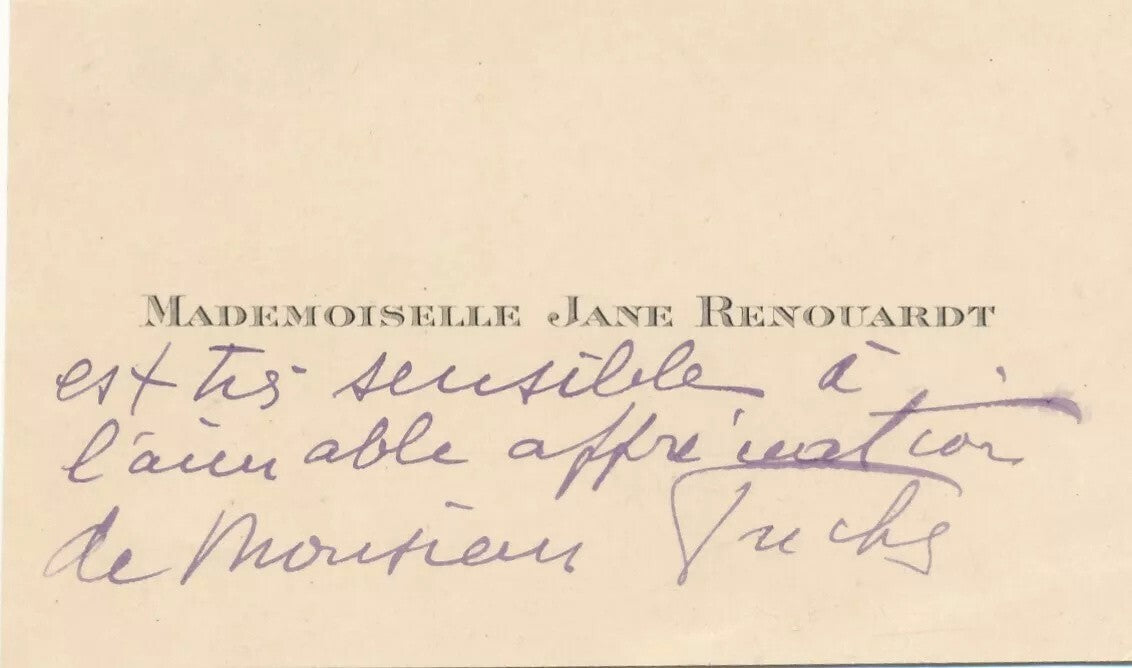 MADEMOISELLE JANE RENOUARDT
est très sensible à
l'aimable appréciation
de Monsieur Fuchs